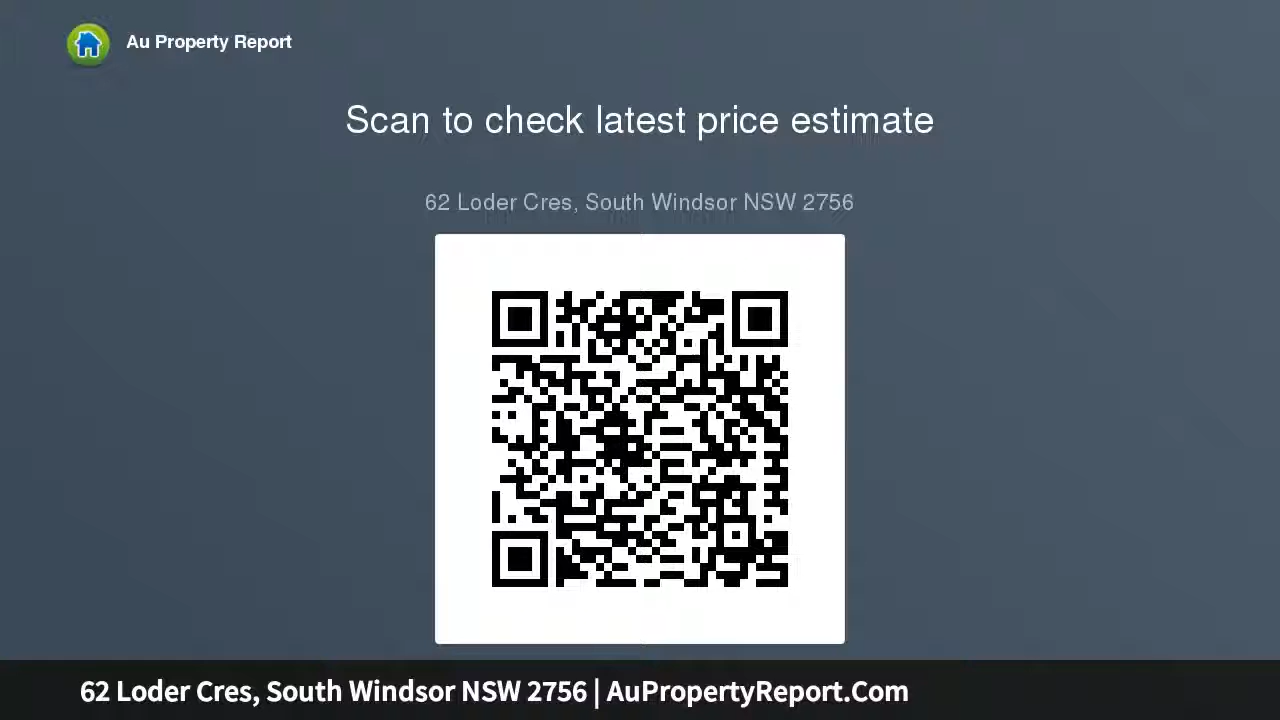 Au Property Report
Scan to check latest price estimate
62 Loder Cres, South Windsor NSW 2756
62 Loder Cres, South Windsor NSW 2756 | AuPropertyReport.Com